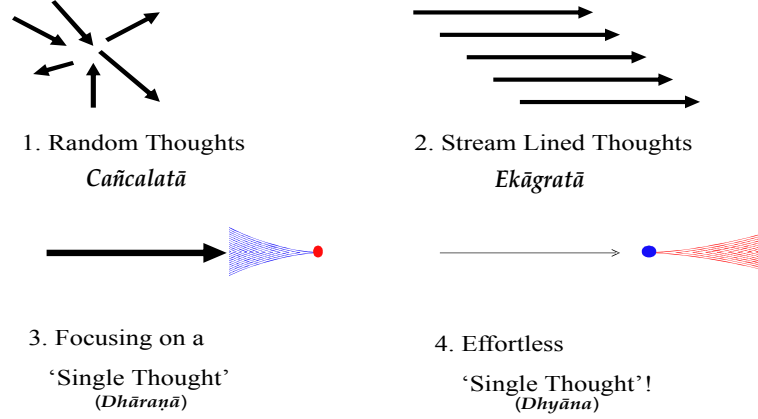 1. Random Thoughts
Cañcalatā
2. Stream Lined Thoughts
Ekāgratā
3. Focusing on a
‘Single Thought’
(Dhāraṇā)
4. Effortless
‘Single Thought’!
(Dhyāna)